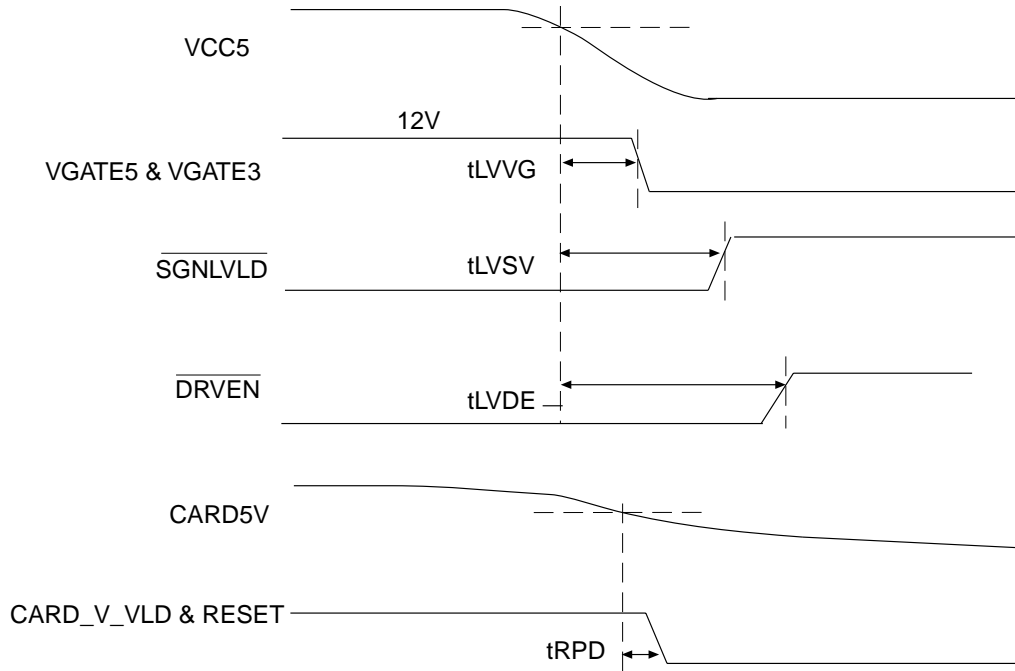 VCC5
12V
VGATE5 & VGATE3
tLVVG
SGNLVLD
tLVSV
DRVEN
tLVDE
CARD5V
CARD_V_VLD & RESET
tRPD